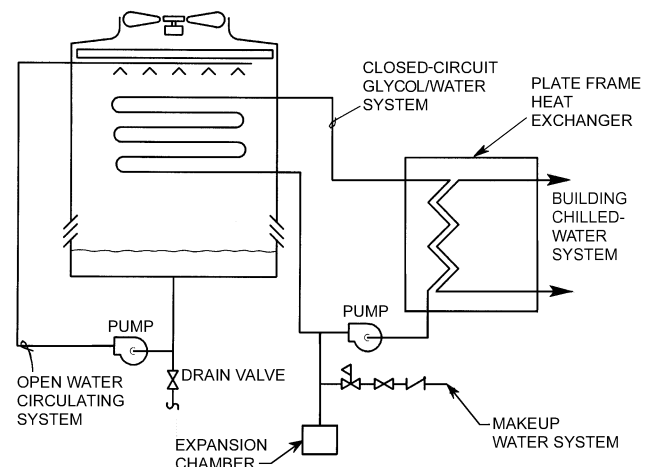 CLOSED-CIRCUIT
GLYCOL/WATER
SYSTEM
PLATE FRAME
HEAT
EXCHANGER
BUILDING
CHILLED-
WATER
SYSTEM
PUMP
PUMP
OPEN WATER
CIRCULATING
SYSTEM
DRAIN VALVE
EXPANSION
CHAMBER
MAKEUP
WATER SYSTEM